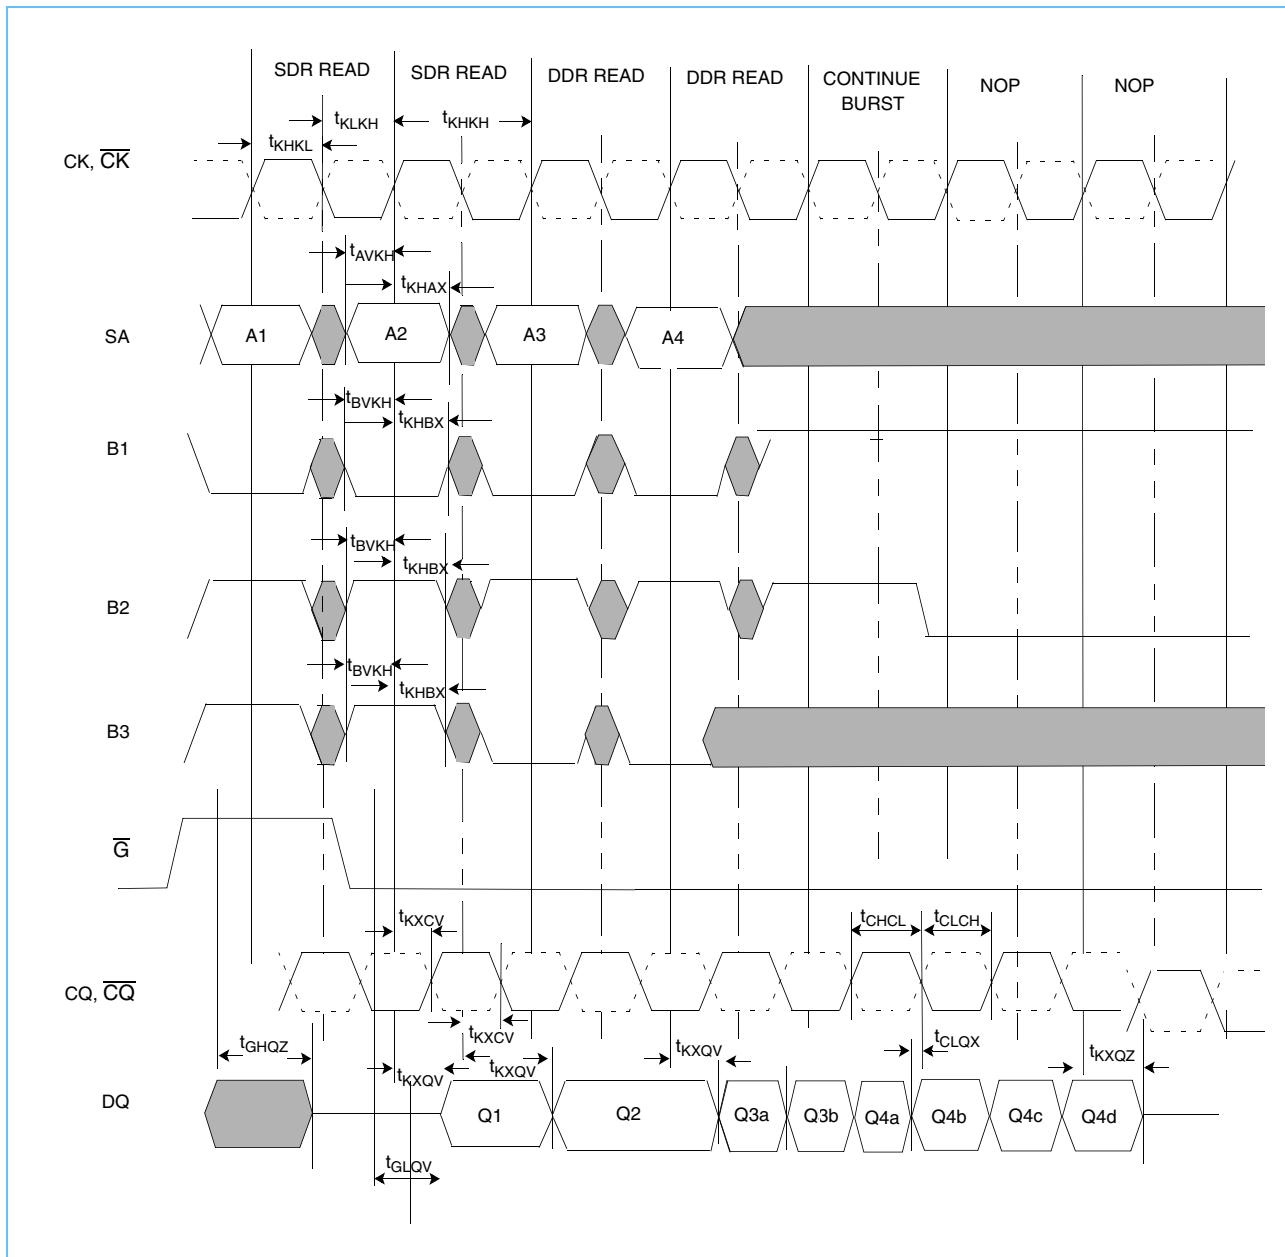 SDR READ SDR READ DDR READ DDR READ CONTINUE BURST NOP NOP
tKLKH tKHKH
tKHKL
CK, C̅K̅
tAVKH
tKHAX
SA A1 A2 A3 A4
tBVKH
tKHBX
B1
tBVKH
tKHBX
B2
tBVKH
tKHBX
B3
G̅
tKXCV tCHCL tCLCH
CQ, C̅Q̅
tKXCV tCLQX
tGHQZ tKXQV tKXQV tKXQV tKXQZ
DQ Q1 Q2 Q3a Q3b Q4a Q4b Q4c Q4d
tGLQV